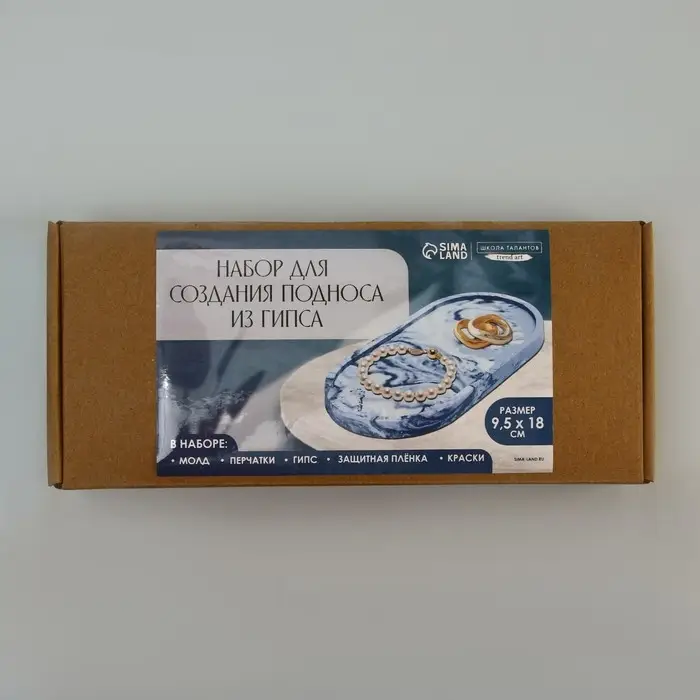 SIMA
LAND
ШКОЛА ТАЛАНТОВ
trend art
НАБОР ДЛЯ
СОЗДАНИЯ ПОДНОСА
ИЗ ГИПСА
РАЗМЕР
9,5 x 18
СМ
В НАБОРЕ:
• МОЛД • ПЕРЧАТКИ • ГИПС • ЗАЩИТНАЯ ПЛЁНКА • КРАСКИ
SIMA-LAND.RU